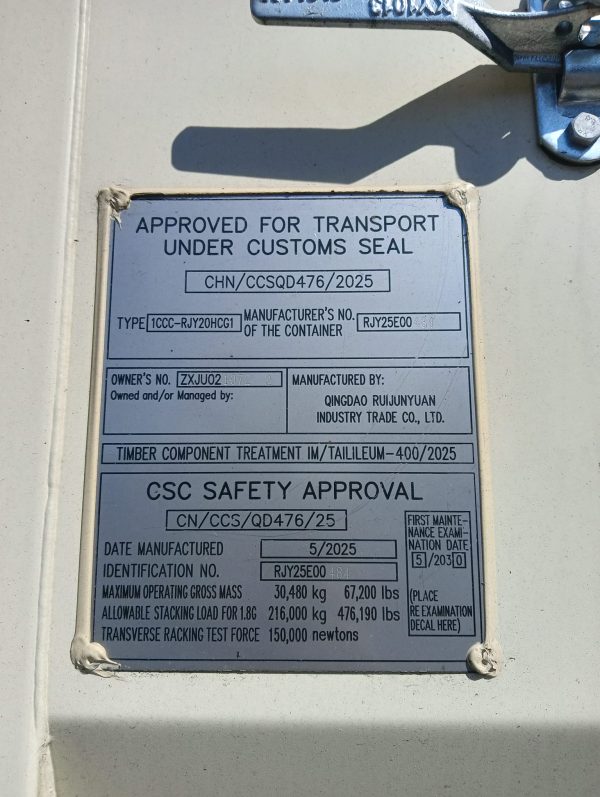 APPROVED FOR TRANSPORT
UNDER CUSTOMS SEAL
CHN/CCSQD476/2025
TYPE 1CCC-RJY20HCG1 MANUFACTURER'S NO. OF THE CONTAINER RJY25E00
OWNER'S NO. ZXJU02
Owned and/or Managed by:
MANUFACTURED BY:
QINGDAO RUIJUNYUAN
INDUSTRY TRADE CO., LTD.
TIMBER COMPONENT TREATMENT IM/TAILILEUM-400/2025
CSC SAFETY APPROVAL
CN/CCS/QD476/25
DATE MANUFACTURED 5/2025
IDENTIFICATION NO. RJY25E00
MAXIMUM OPERATING GROSS MASS 30,480 kg 67,200 lbs
ALLOWABLE STACKING LOAD FOR 1.8G 216,000 kg 476,190 lbs
TRANSVERSE RACKING TEST FORCE 150,000 newtons
FIRST MAINTE-
NANCE EXAMI-
NATION DATE
5/2030
(PLACE
RE EXAMINATION
DECAL HERE)